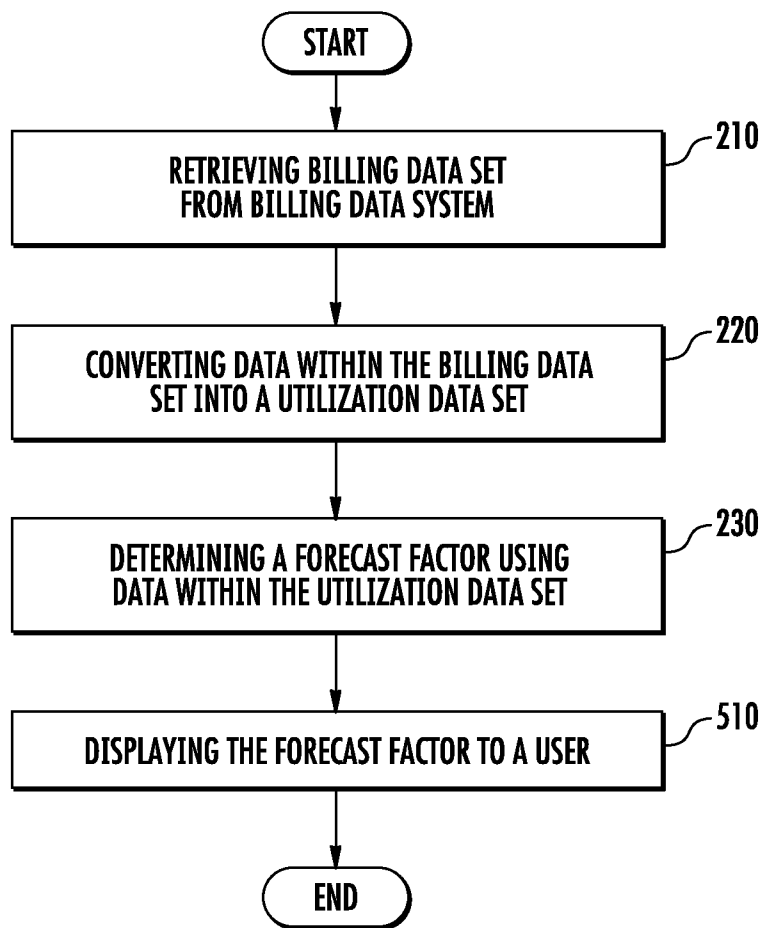 START
210
RETRIEVING BILLING DATA SET
FROM BILLING DATA SYSTEM
220
CONVERTING DATA WITHIN THE BILLING DATA
SET INTO A UTILIZATION DATA SET
230
DETERMINING A FORECAST FACTOR USING
DATA WITHIN THE UTILIZATION DATA SET
510
DISPLAYING THE FORECAST FACTOR TO A USER
END